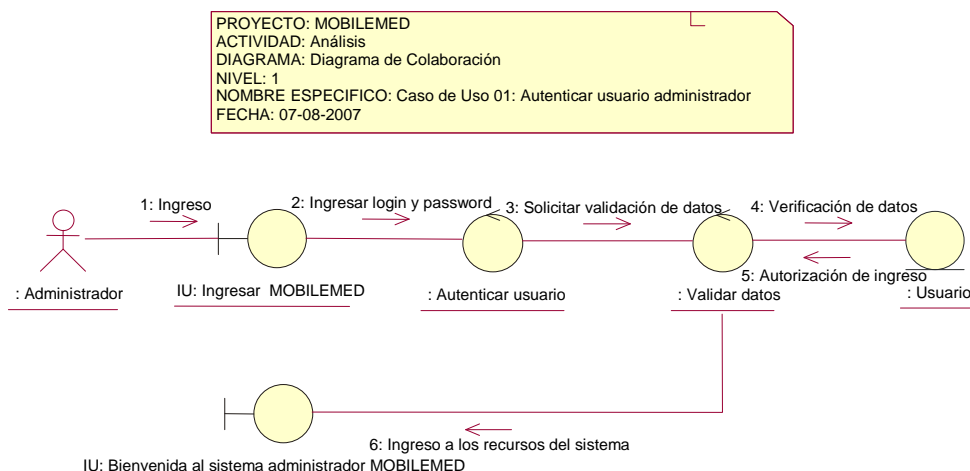 PROYECTO: MOBILEMED
ACTIVIDAD: Análisis
DIAGRAMA: Diagrama de Colaboración
NIVEL: 1
NOMBRE ESPECIFICO: Caso de Uso 01: Autenticar usuario administrador
FECHA: 07-08-2007
1: Ingreso
2: Ingresar login y password
3: Solicitar validación de datos
4: Verificación de datos
5: Autorización de ingreso
: Administrador
IU: Ingresar MOBILEMED
: Autenticar usuario
: Validar datos
: Usuario
6: Ingreso a los recursos del sistema
IU: Bienvenida al sistema administrador MOBILEMED